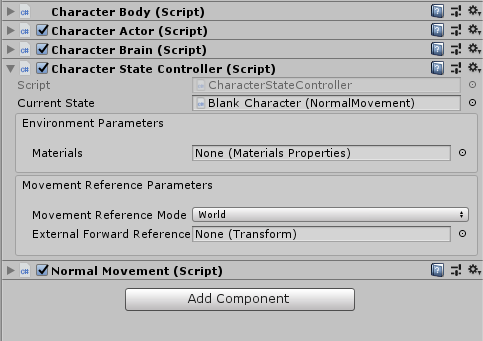 Character Body (Script)
Character Actor (Script)
Character Brain (Script)
Character State Controller (Script)
Script CharacterStateController
Current State Blank Character (NormalMovement)
Environment Parameters
Materials None (Materials Properties)
Movement Reference Parameters
Movement Reference Mode World
External Forward Reference None (Transform)
Normal Movement (Script)
Add Component